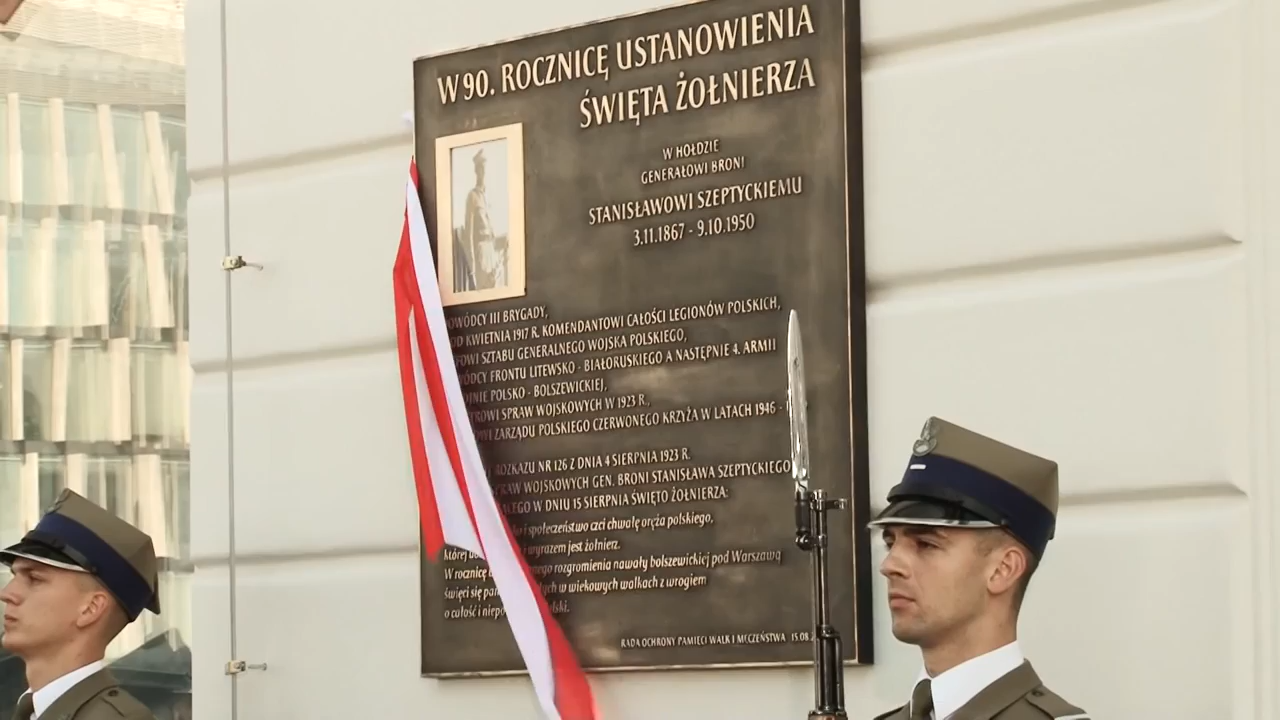 W 90. ROCZNICĘ USTANOWIENIA
ŚWIĘTA ŻOŁNIERZA
W HOŁDZIE
GENERAŁOWI BRONI
STANISŁAWOWI SZEPTYCKIEMU
3.11.1867 - 9.10.1950
III BRYGADY,
OD KWIETNIA 1917 R. KOMENDANTOWI CAŁOŚCI LEGIONÓW POLSKICH,
SZTABU GENERALNEGO WOJSKA POLSKIEGO,
FRONTU LITEWSKO - BIAŁORUSKIEGO A NASTĘPNIE 4. ARMII
POLSKO - BOLSZEWICKIEJ,
SPRAW WOJSKOWYCH W 1923 R.,
ZARZĄDU POLSKIEGO CZERWONEGO KRZYŻA W LATACH 1946 -
ROZKAZU NR 126 Z DNIA 4 SIERPNIA 1923 R.
SPRAW WOJSKOWYCH GEN. BRONI STANISŁAWA SZEPTYCKIEGO
W DNIU 15 SIERPNIA ŚWIĘTO ŻOŁNIERZA:
i społeczeństwo czci chwałę oręża polskiego,
której wyrazem jest żołnierz.
W rocznicę rozgromienia nawały bolszewickiej pod Warszawą
święci się w wiekowych walkach z wrogiem
o całość i
RADA OCHRONY PAMIĘCI WALK I MĘCZEŃSTWA 15.08.